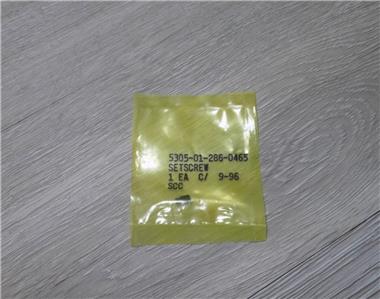 5305-01-286-0465
SETSCREW
1 EA C/ 9-96
SCC